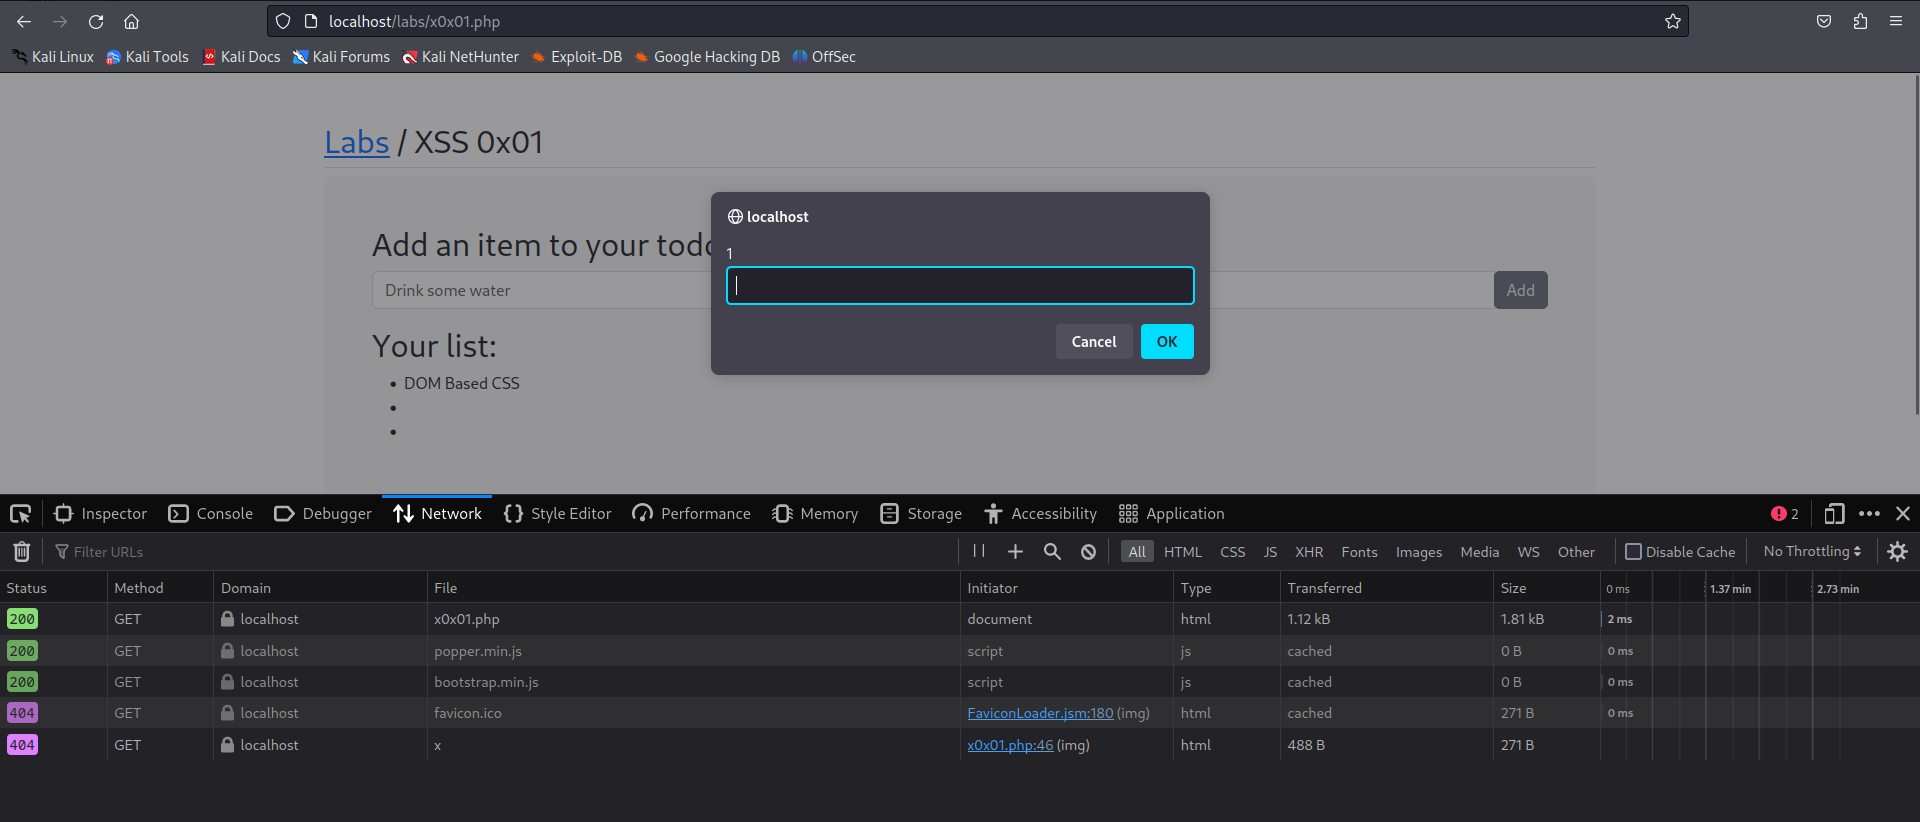 localhost/labs/x0x01.php
Kali Linux Kali Tools Kali Docs Kali Forums Kali NetHunter Exploit-DB Google Hacking DB OffSec
Labs / XSS 0x01
localhost
1
Cancel OK
Add an item to your todo
Drink some water Add
Your list:
• DOM Based CSS
•
•
Inspector Console Debugger Network Style Editor Performance Memory Storage Accessibility Application 2
Filter URLs All HTML CSS JS XHR Fonts Images Media WS Other Disable Cache No Throttling
Status Method Domain File Initiator Type Transferred Size 0 ms 1.37 min 2.73 min
200 GET localhost x0x01.php document html 1.12 kB 1.81 kB 2 ms
200 GET localhost popper.min.js script js cached 0 B 0 ms
200 GET localhost bootstrap.min.js script js cached 0 B 0 ms
404 GET localhost favicon.ico FaviconLoader.jsm:180 (img) html cached 271 B 0 ms
404 GET localhost x x0x01.php:46 (img) html 488 B 271 B